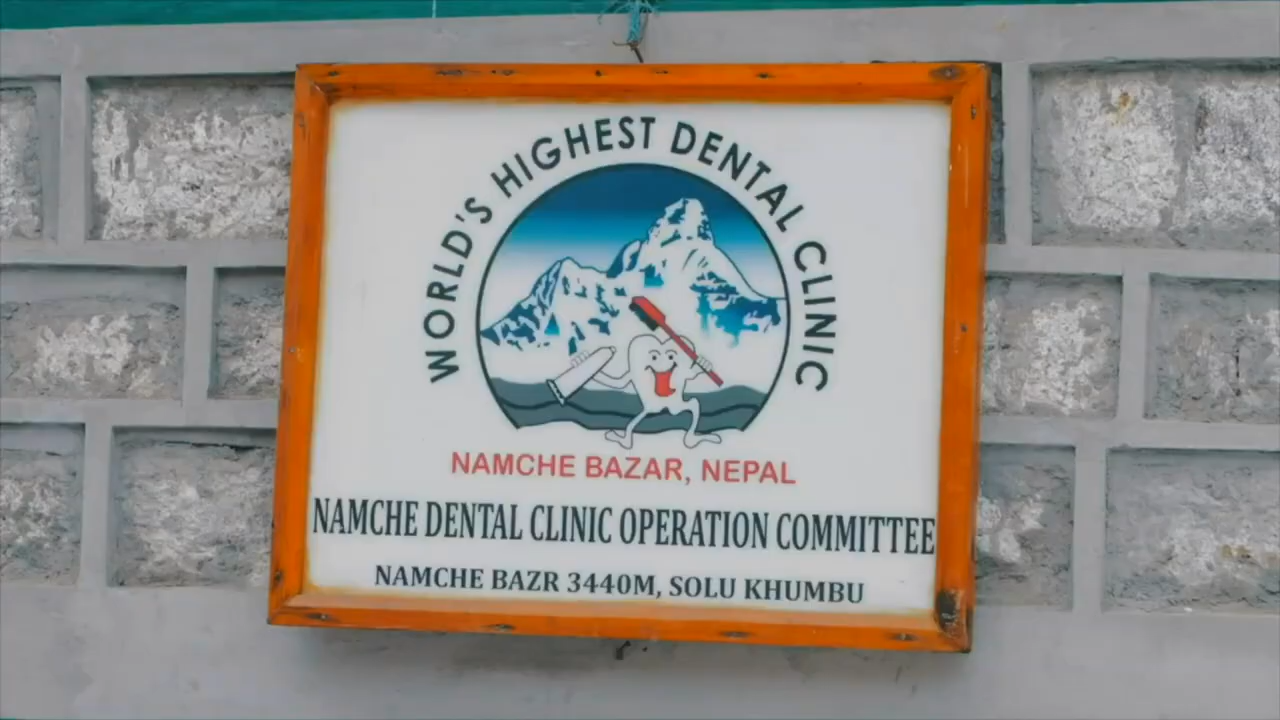 WORLD'S HIGHEST DENTAL CLINIC
NAMCHE BAZAR, NEPAL
NAMCHE DENTAL CLINIC OPERATION COMMITTEE
NAMCHE BAZR 3440M, SOLU KHUMBU